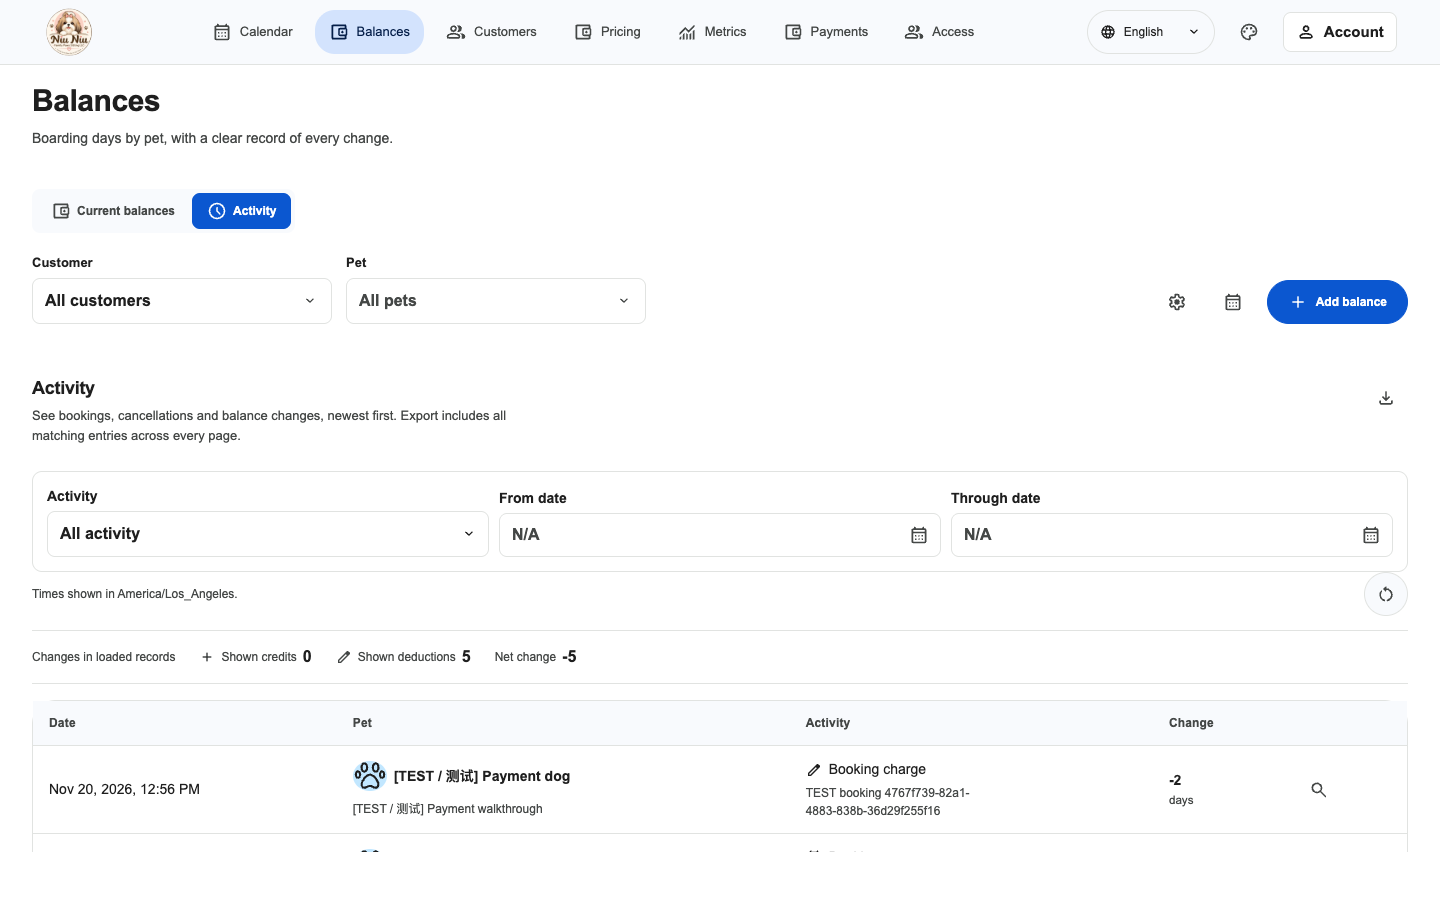 Niu Niu
Calendar
Balances
Customers
Pricing
Metrics
Payments
Access
English
Account
Balances
Boarding days by pet, with a clear record of every change.
Current balances
Activity
Customer
Pet
All customers
All pets
Add balance
Activity
See bookings, cancellations and balance changes, newest first. Export includes all
matching entries across every page.
Activity
From date
Through date
All activity
N/A
N/A
Times shown in America/Los_Angeles.
Changes in loaded records
Shown credits 0
Shown deductions 5
Net change -5
Date
Pet
Activity
Change
Nov 20, 2026, 12:56 PM
[TEST / 测试] Payment dog
[TEST / 测试] Payment walkthrough
Booking charge
TEST booking 4767f739-82a1-
4883-838b-36d29f255f16
-2
days